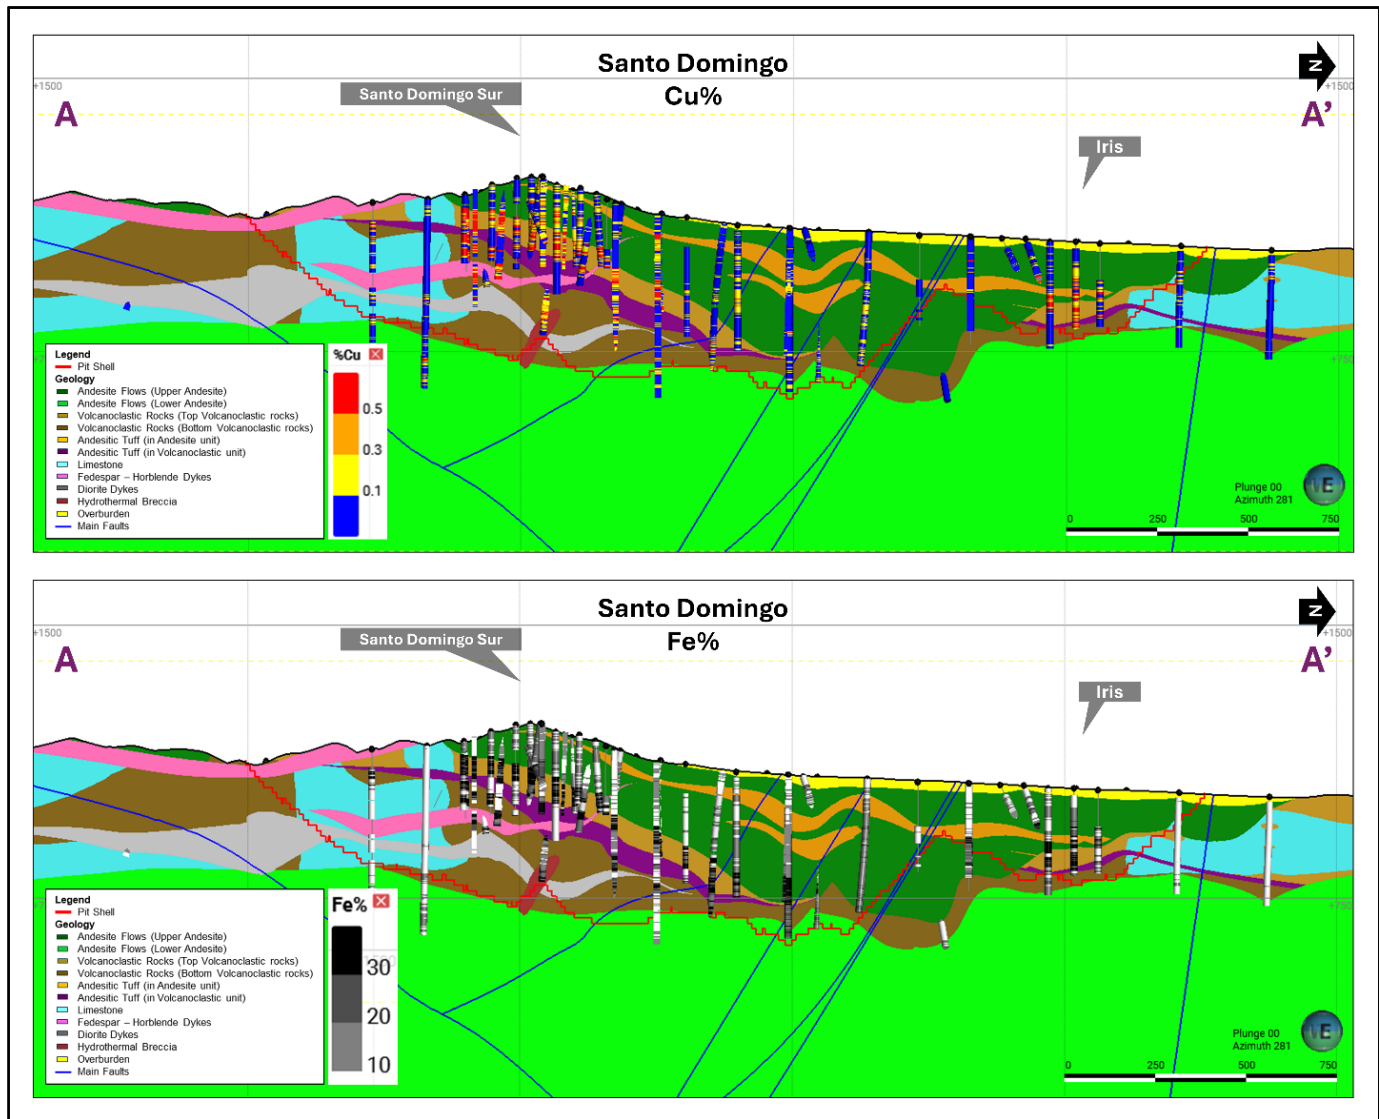 Santo Domingo
Cu%
N
+1500
+1500
Santo Domingo Sur
A
A'
Iris
Legend
Pit Shell
Geology
Andesite Flows (Upper Andesite)
Andesite Flows (Lower Andesite)
Volcanoclastic Rocks (Top Volcanoclastic rocks)
Volcanoclastic Rocks (Bottom Volcanoclastic rocks)
Andesitic Tuff (in Andesite unit)
Andesitic Tuff (in Volcanoclastic unit)
Limestone
Fedespar – Horblende Dykes
Diorite Dykes
Hydrothermal Breccia
Overburden
Main Faults
%Cu
0.5
0.3
0.1
Plunge 00
Azimuth 281
E
0 250 500 750
Santo Domingo
Fe%
N
+1500
+1500
Santo Domingo Sur
A
A'
Iris
Legend
Pit Shell
Geology
Andesite Flows (Upper Andesite)
Andesite Flows (Lower Andesite)
Volcanoclastic Rocks (Top Volcanoclastic rocks)
Volcanoclastic Rocks (Bottom Volcanoclastic rocks)
Andesitic Tuff (in Andesite unit)
Andesitic Tuff (in Volcanoclastic unit)
Limestone
Fedespar – Horblende Dykes
Diorite Dykes
Hydrothermal Breccia
Overburden
Main Faults
Fe%
30
20
10
Plunge 00
Azimuth 281
E
0 250 500 750